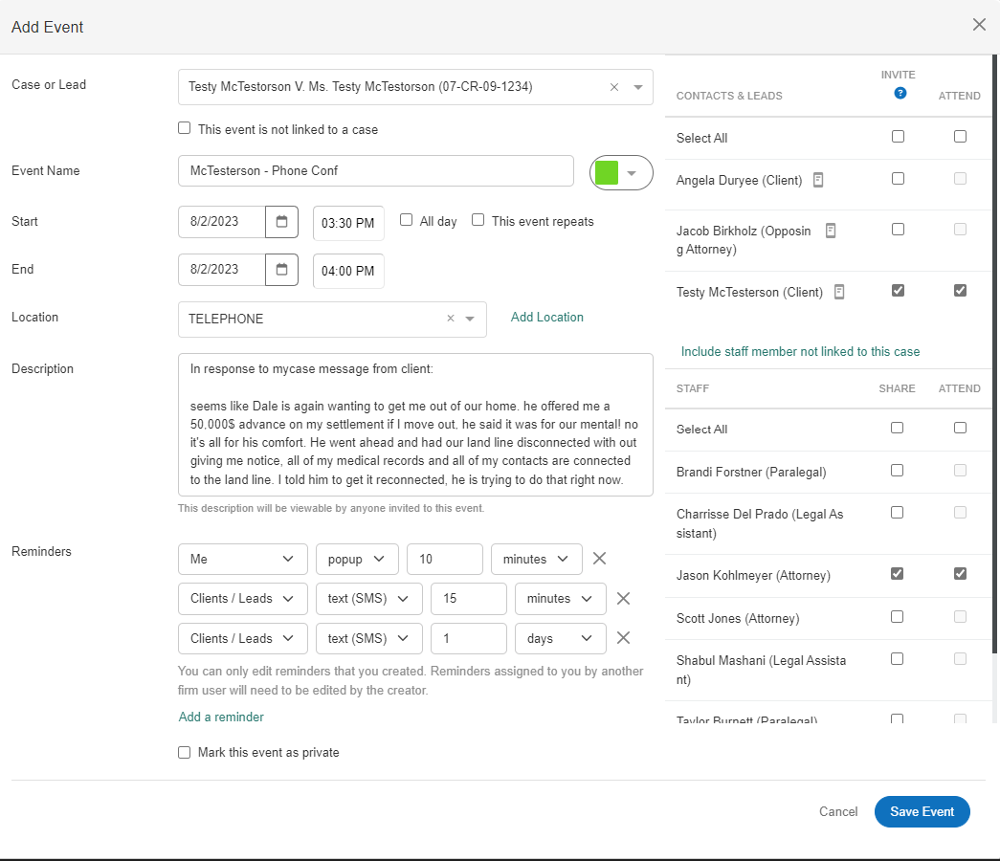 Add Event
Case or Lead
Testy McTestorson V. Ms. Testy McTestorson (07-CR-09-1234)
This event is not linked to a case
Event Name
McTesterson - Phone Conf
Start
8/2/2023
03:30 PM
All day
This event repeats
End
8/2/2023
04:00 PM
Location
TELEPHONE
Add Location
Description
In response to mycase message from client:
seems like Dale is again wanting to get me out of our home. he offered me a
50,000$ advance on my settlement if I move out, he said it was for our mental! no
it's all for his comfort. He went ahead and had our land line disconnected with out
giving me notice, all of my medical records and all of my contacts are connected
to the land line. I told him to get it reconnected, he is trying to do that right now.
This description will be viewable by anyone invited to this event.
Reminders
Me popup 10 minutes
Clients / Leads text (SMS) 15 minutes
Clients / Leads text (SMS) 1 days
You can only edit reminders that you created. Reminders assigned to you by another
firm user will need to be edited by the creator.
Add a reminder
Mark this event as private
CONTACTS & LEADS INVITE ? ATTEND
Select All
Angela Duryee (Client)
Jacob Birkholz (Opposin
g Attorney)
Testy McTesterson (Client)
Include staff member not linked to this case
STAFF SHARE ATTEND
Select All
Brandi Forstner (Paralegal)
Charrisse Del Prado (Legal As
sistant)
Jason Kohlmeyer (Attorney)
Scott Jones (Attorney)
Shabul Mashani (Legal Assista
nt)
Taylor Burnett (Paralegal)
Cancel
Save Event